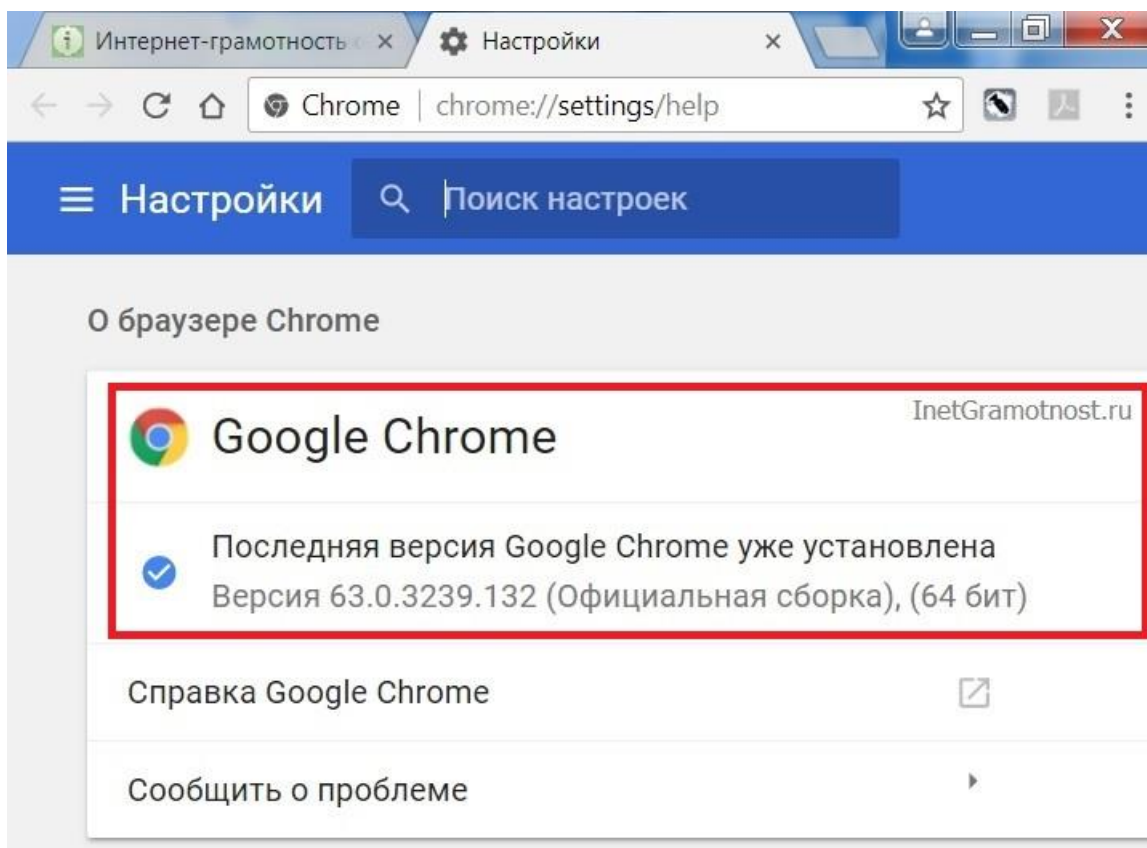 Интернет-грамотность
Настройки
Chrome | chrome://settings/help
Настройки
Поиск настроек
О браузере Chrome
InetGramotnost.ru
Google Chrome
Последняя версия Google Chrome уже установлена
Версия 63.0.3239.132 (Официальная сборка), (64 бит)
Справка Google Chrome
Сообщить о проблеме